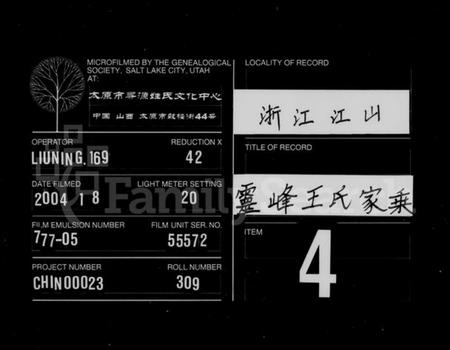 MICROFILMED BY THE GENEALOGICAL
SOCIETY, SALT LAKE CITY, UTAH
AT:
太原市尋源姓氏文化中心
中國 山西 太原市鼓樓街44号
OPERATOR
LIUNING.169
REDUCTION X
42
DATE FILMED
2004 1 8
LIGHT METER SETTING
20
FILM EMULSION NUMBER
777-05
FILM UNIT SER. NO.
55572
PROJECT NUMBER
CHIN00023
ROLL NUMBER
309
LOCALITY OF RECORD
浙江江山
TITLE OF RECORD
靈峰王氏家乘
ITEM
4
FamilySearch